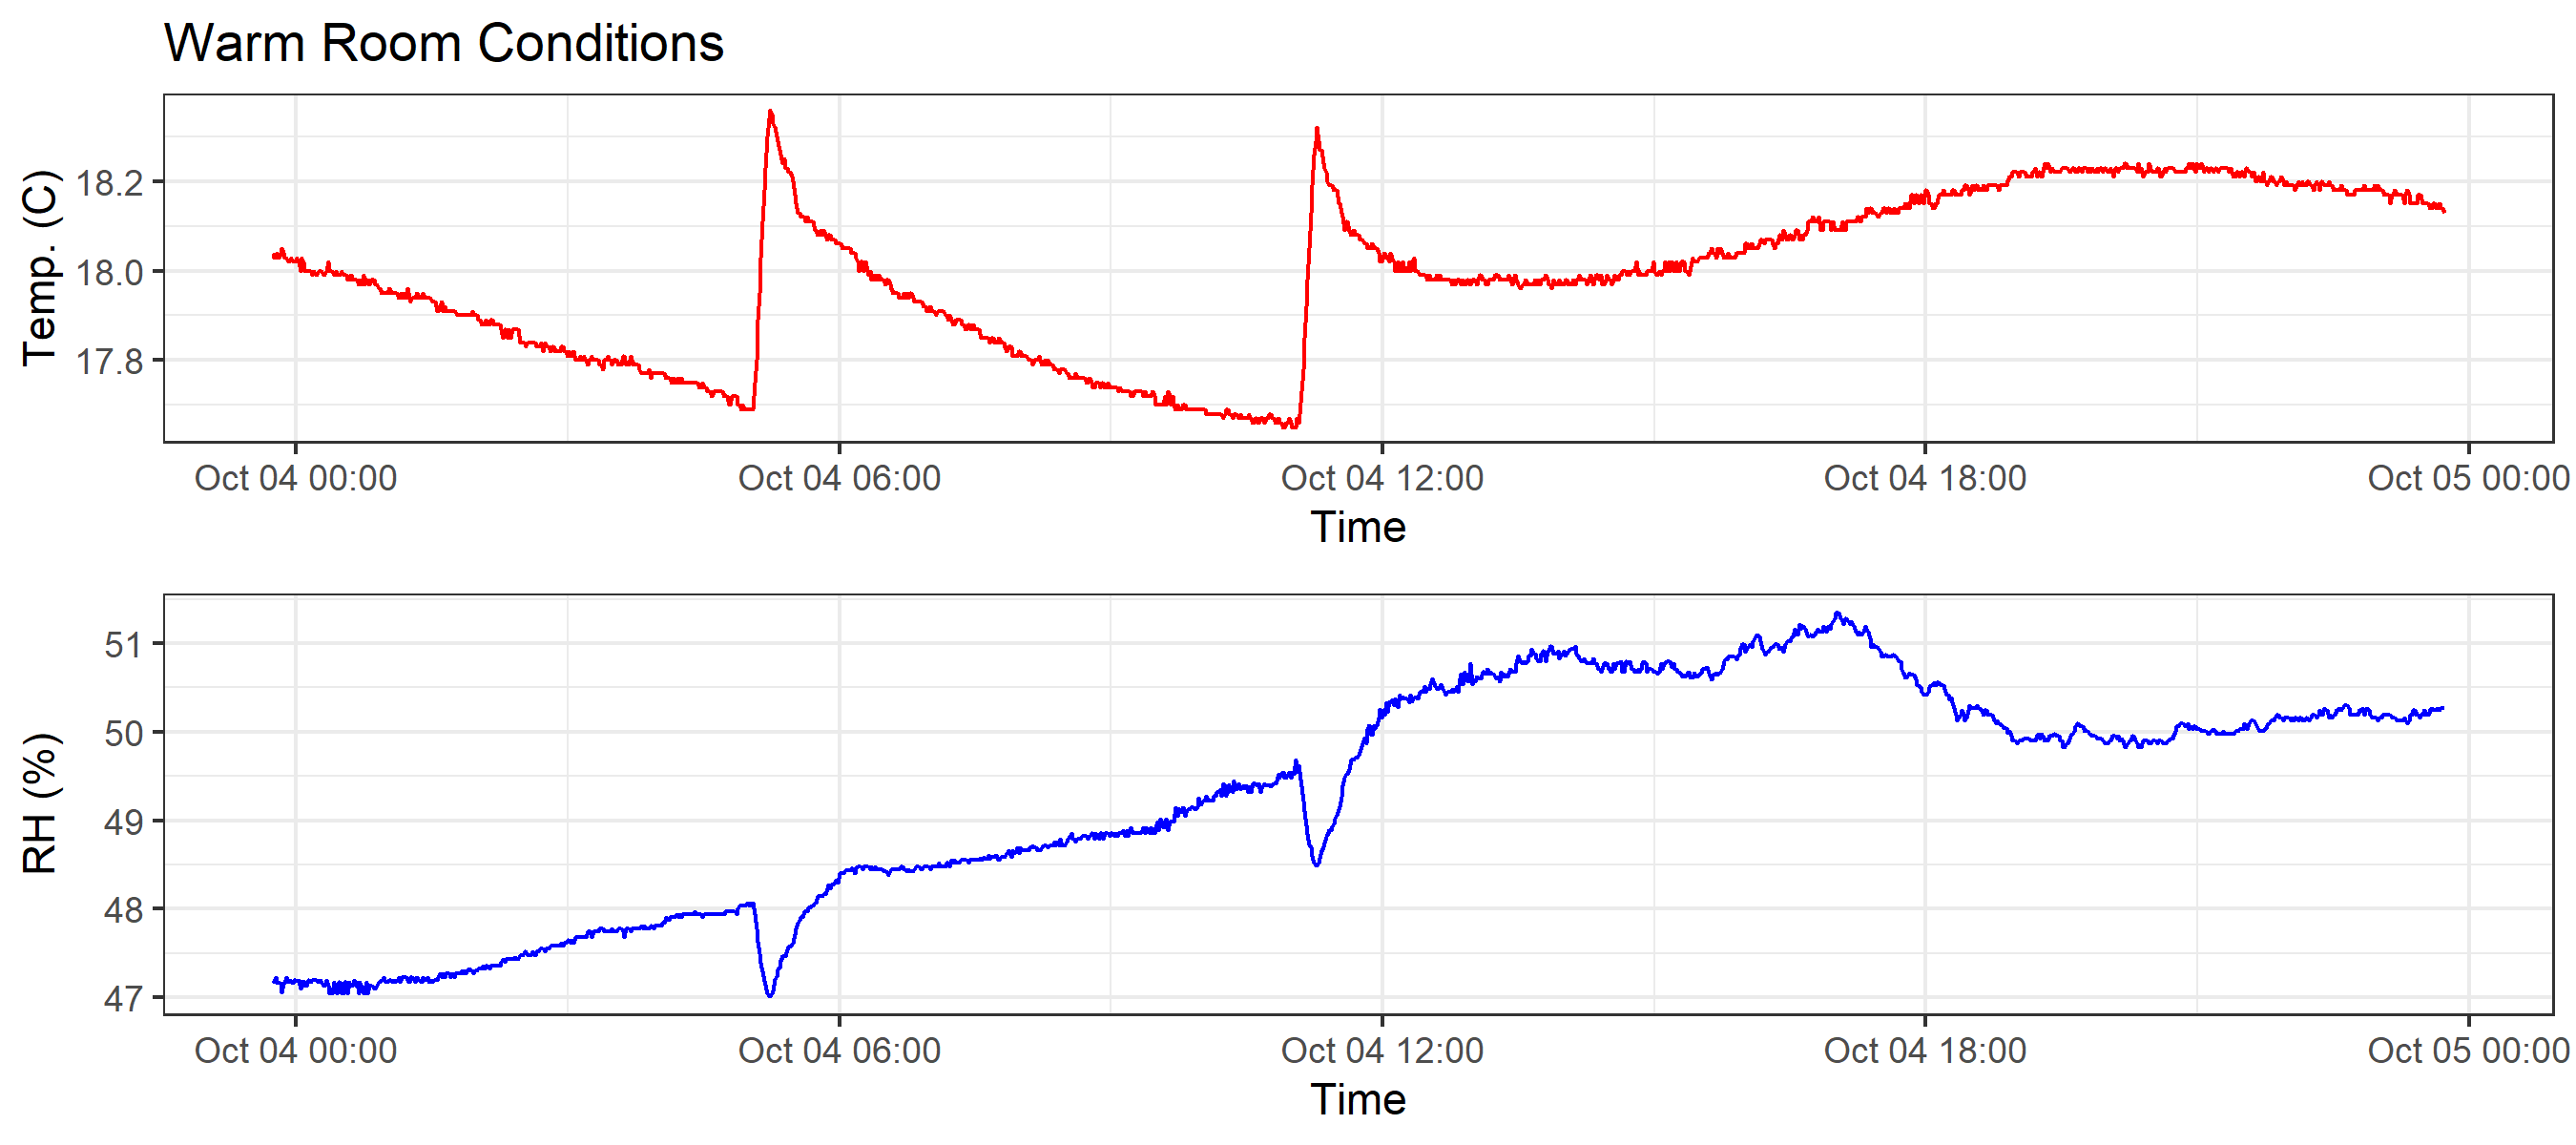 Warm Room Conditions
Temp. (C)
18.2
18.0
17.8
Oct 04 00:00 Oct 04 06:00 Oct 04 12:00 Oct 04 18:00 Oct 05 00:00
Time
RH (%)
51
50
49
48
47
Oct 04 00:00 Oct 04 06:00 Oct 04 12:00 Oct 04 18:00 Oct 05 00:00
Time